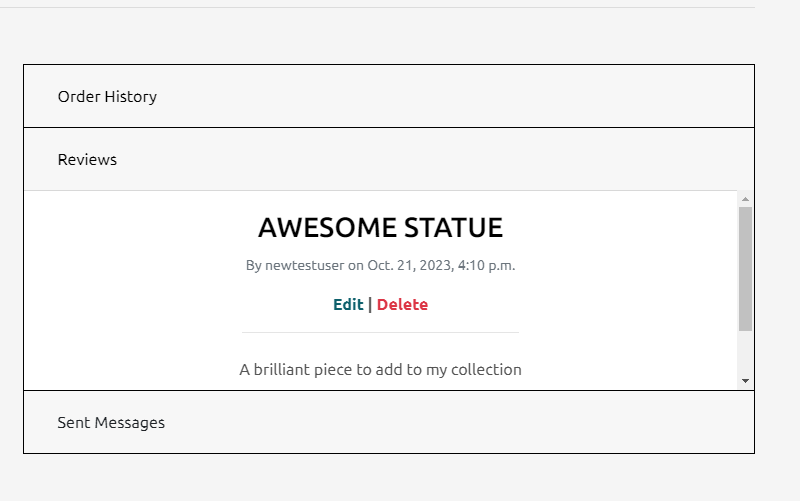 Order History
Reviews
AWESOME STATUE
By newtestuser on Oct. 21, 2023, 4:10 p.m.
Edit | Delete
A brilliant piece to add to my collection
Sent Messages